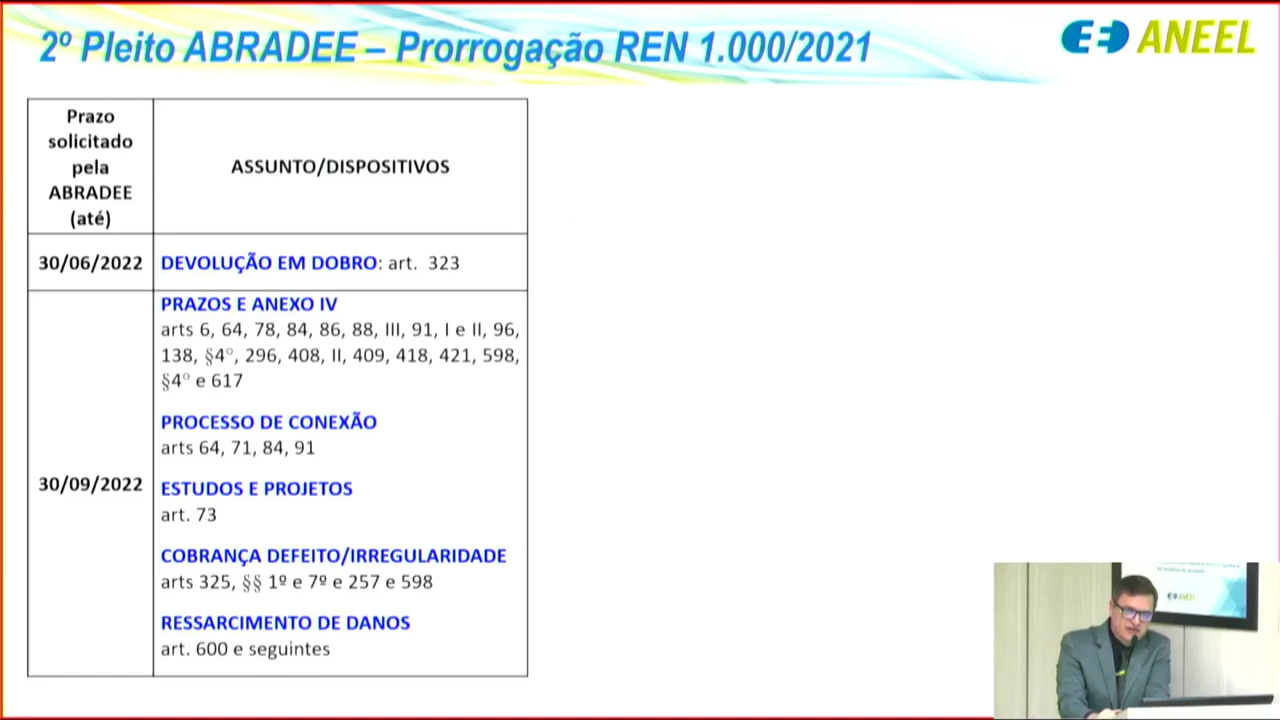 2º Pleito ABRADEE – Prorrogação REN 1.000/2021
ANEEL
Prazo
solicitado
pela
ABRADEE
(até)
ASSUNTO/DISPOSITIVOS
30/06/2022
DEVOLUÇÃO EM DOBRO: art. 323
30/09/2022
PRAZOS E ANEXO IV
arts 6, 64, 78, 84, 86, 88, III, 91, I e II, 96,
138, §4°, 296, 408, II, 409, 418, 421, 598,
§4° e 617
PROCESSO DE CONEXÃO
arts 64, 71, 84, 91
ESTUDOS E PROJETOS
art. 73
COBRANÇA DEFEITO/IRREGULARIDADE
arts 325, §§ 1º e 7º e 257 e 598
RESSARCIMENTO DE DANOS
art. 600 e seguintes
ANEEL